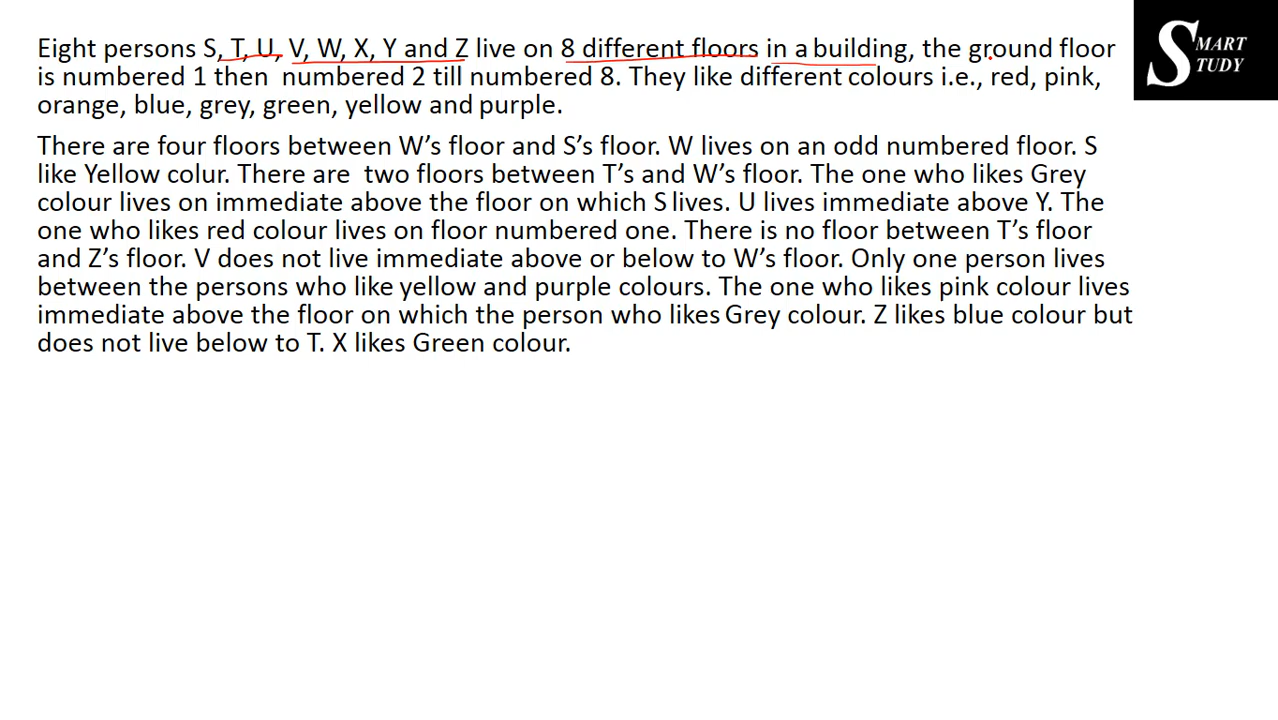 Eight persons S, T, U, V, W, X, Y and Z live on 8 different floors in a building, the ground floor
is numbered 1 then numbered 2 till numbered 8. They like different colours i.e., red, pink,
orange, blue, grey, green, yellow and purple.
There are four floors between W's floor and S's floor. W lives on an odd numbered floor. S
like Yellow colur. There are two floors between T's and W's floor. The one who likes Grey
colour lives on immediate above the floor on which S lives. U lives immediate above Y. The
one who likes red colour lives on floor numbered one. There is no floor between T's floor
and Z's floor. V does not live immediate above or below to W's floor. Only one person lives
between the persons who like yellow and purple colours. The one who likes pink colour lives
immediate above the floor on which the person who likes Grey colour. Z likes blue colour but
does not live below to T. X likes Green colour.
SMART
STUDY